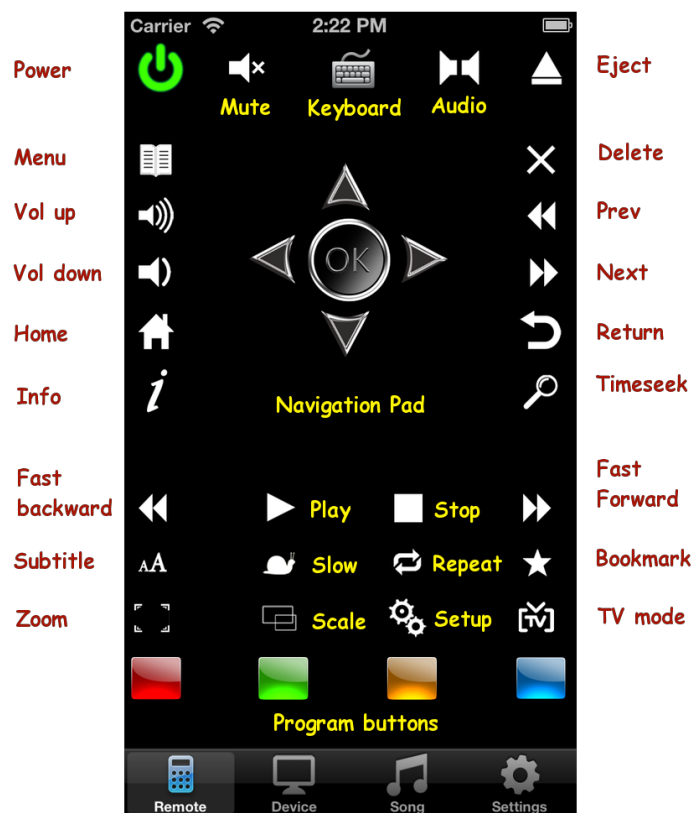 Carrier 2:22 PM
Power
Eject
Mute Keyboard Audio
Menu
Delete
Vol up
Prev
OK
Vol down
Next
Home
Return
Info
Timeseek
Navigation Pad
Fast
backward
Play
Stop
Fast
Forward
Subtitle
AA
Slow
Repeat
Bookmark
Zoom
Scale
Setup
TV
TV mode
Program buttons
Remote Device Song Settings